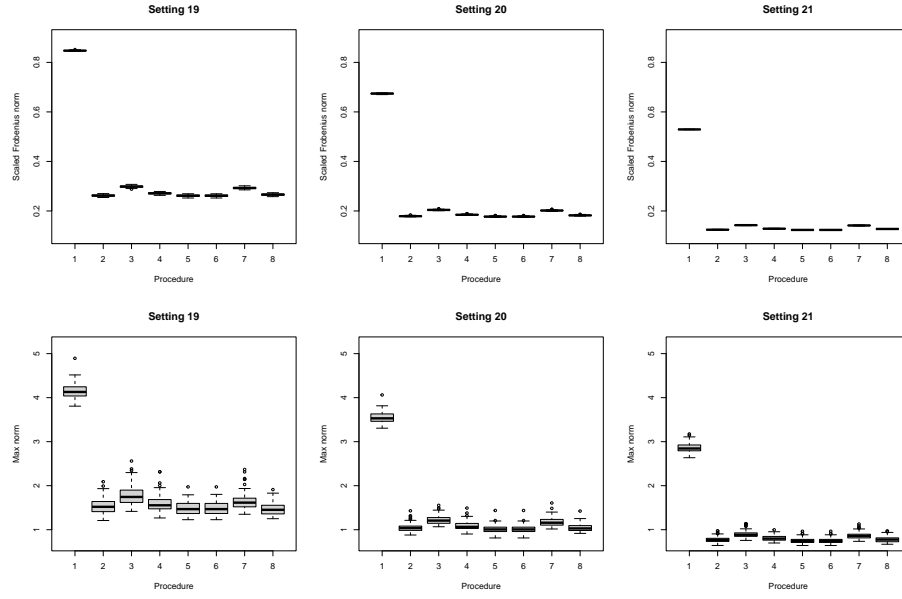 Setting 19
Scaled Frobenius norm
0.8
0.6
0.4
0.2
1 2 3 4 5 6 7 8
Procedure
Setting 20
Scaled Frobenius norm
0.8
0.6
0.4
0.2
1 2 3 4 5 6 7 8
Procedure
Setting 21
Scaled Frobenius norm
0.8
0.6
0.4
0.2
1 2 3 4 5 6 7 8
Procedure
Setting 19
Max norm
5
4
3
2
1
1 2 3 4 5 6 7 8
Procedure
Setting 20
Max norm
5
4
3
2
1
1 2 3 4 5 6 7 8
Procedure
Setting 21
Max norm
5
4
3
2
1
1 2 3 4 5 6 7 8
Procedure